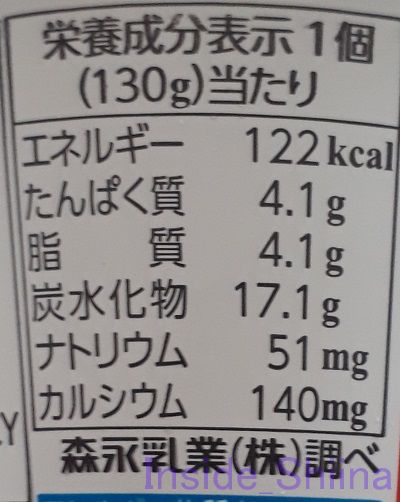 栄養成分表示1個
(130g)当たり
エネルギー 122kcal
たんぱく質 4.1g
脂質 4.1g
炭水化物 17.1g
ナトリウム 51mg
カルシウム 140mg
森永乳業(株)調べ
Inside_Shiina